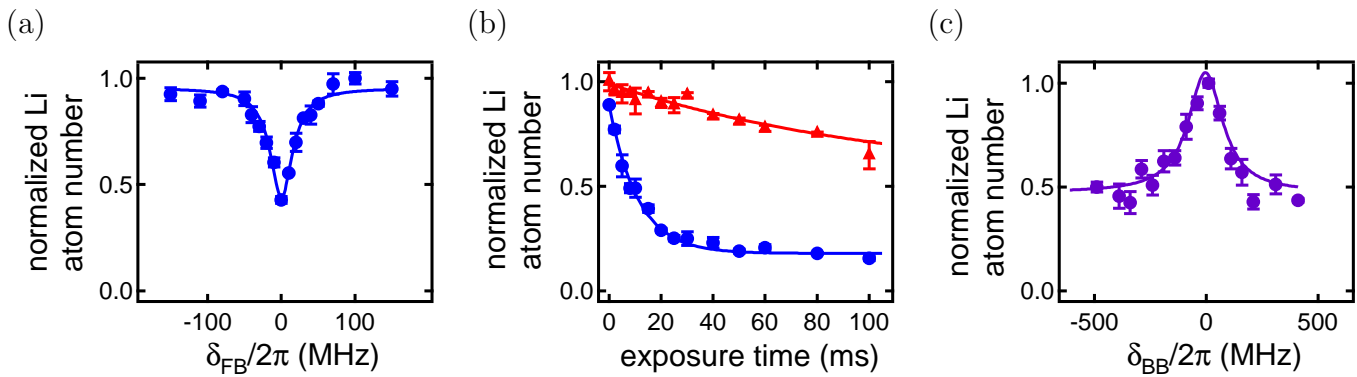 (a)
normalized Li
atom number
1.0
0.5
0.0
-100 0 100
δFB/2π (MHz)
(b)
normalized Li
atom number
1.0
0.5
0.0
0 20 40 60 80 100
exposure time (ms)
(c)
normalized Li
atom number
1.0
0.5
0.0
-500 0 500
δBB/2π (MHz)